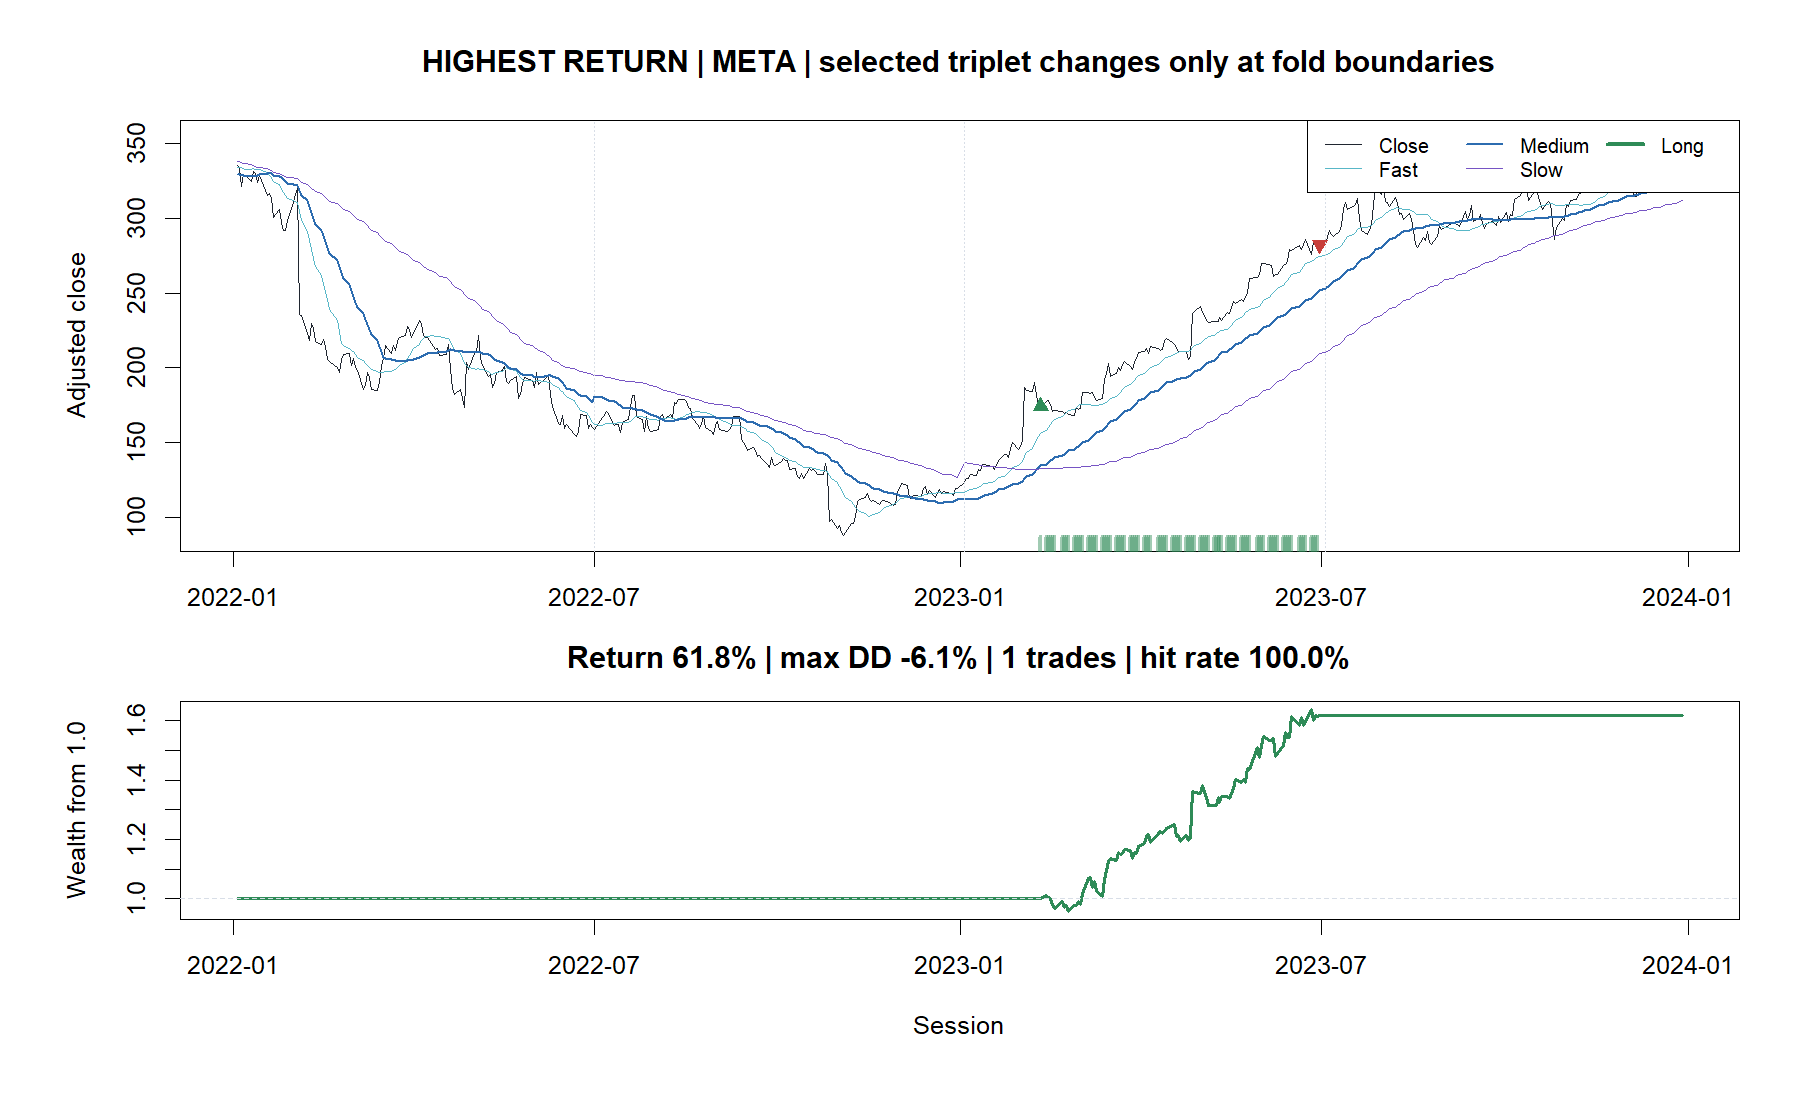 HIGHEST RETURN | META | selected triplet changes only at fold boundaries
Adjusted close
350
300
250
200
150
100
Close
Medium
Long
Fast
Slow
2022-01
2022-07
2023-01
2023-07
2024-01
Return 61.8% | max DD -6.1% | 1 trades | hit rate 100.0%
Wealth from 1.0
1.6
1.4
1.2
1.0
2022-01
2022-07
2023-01
2023-07
2024-01
Session